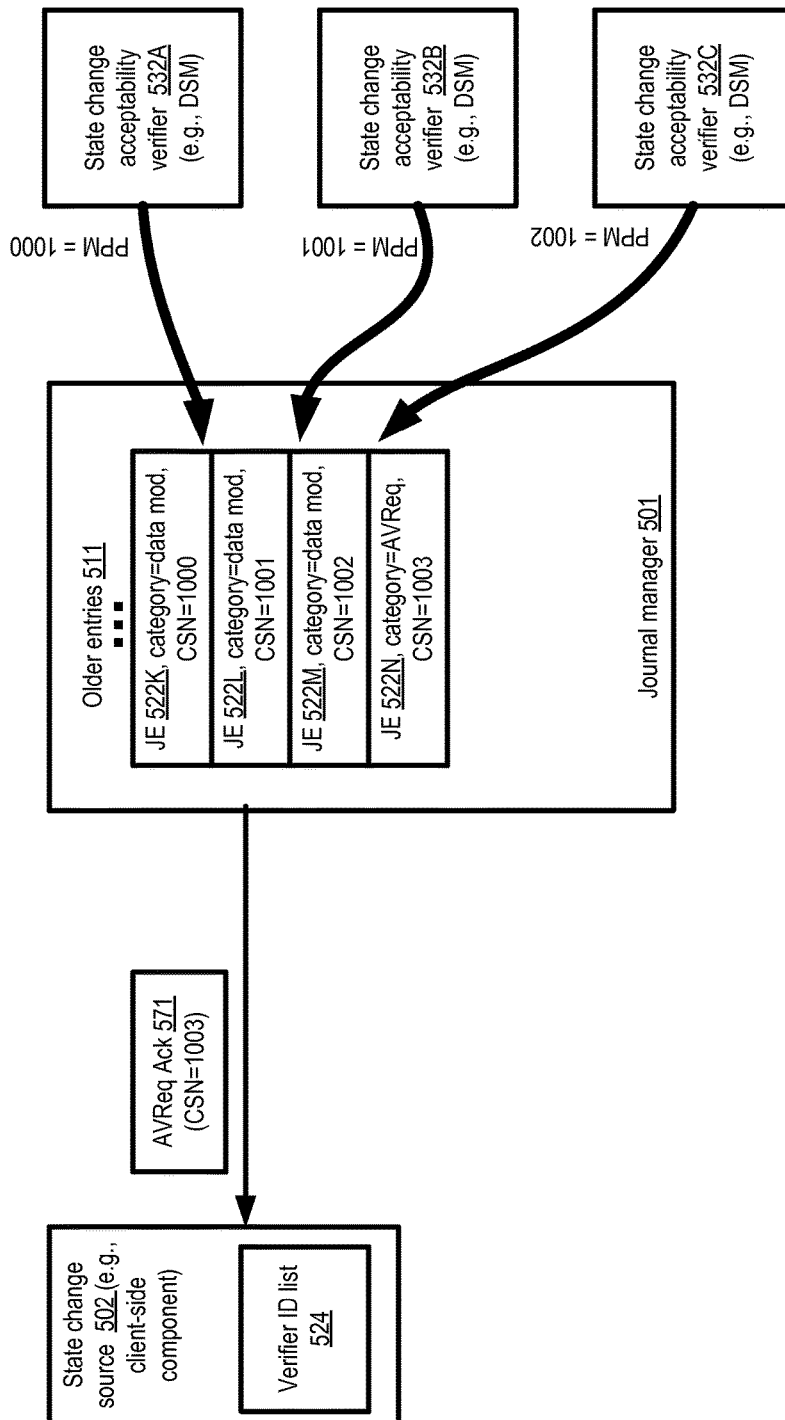 State change
source 502 (e.g.,
client-side
component)
Verifier ID list
524
AVReq Ack 571
(CSN=1003)
Older entries 511
JE 522K, category=data mod,
CSN=1000
JE 522L, category=data mod,
CSN=1001
JE 522M, category=data mod,
CSN=1002
JE 522N, category=AVReq,
CSN=1003
Journal manager 501
PPM = 1000
PPM = 1001
PPM = 1002
State change
acceptability
verifier 532A
(e.g., DSM)
State change
acceptability
verifier 532B
(e.g., DSM)
State change
acceptability
verifier 532C
(e.g., DSM)